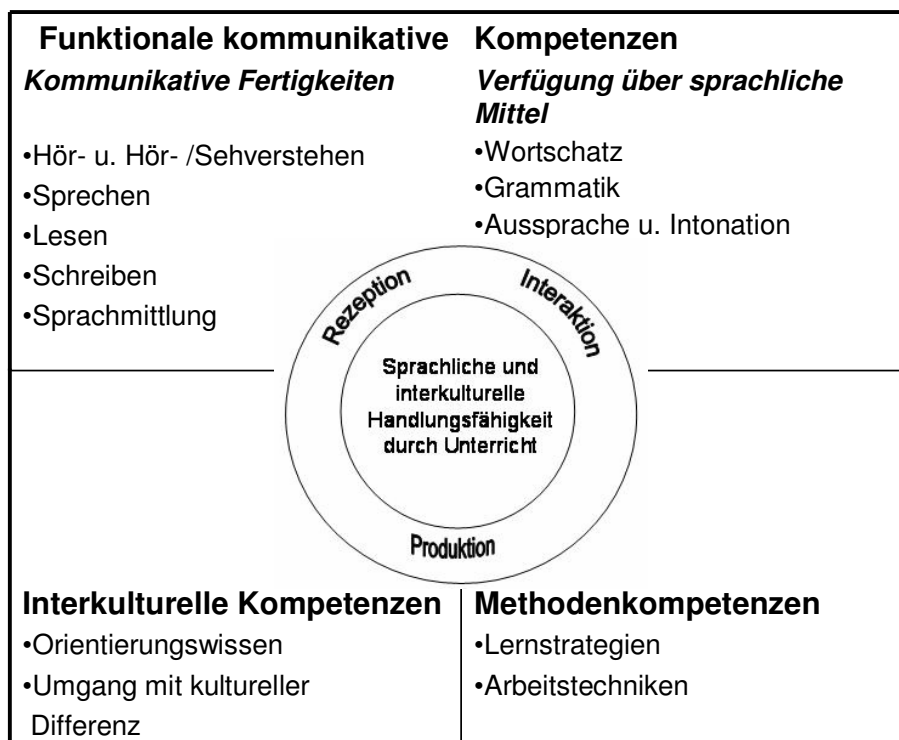 Funktionale kommunikative Kompetenzen
Kommunikative Fertigkeiten
•Hör- u. Hör- /Sehverstehen
•Sprechen
•Lesen
•Schreiben
•Sprachmittlung
Verfügung über sprachliche
Mittel
•Wortschatz
•Grammatik
•Aussprache u. Intonation
Rezeption
Interaktion
Sprachliche und
interkulturelle
Handlungsfähigkeit
durch Unterricht
Produktion
Interkulturelle Kompetenzen
•Orientierungswissen
•Umgang mit kultureller
Differenz
Methodenkompetenzen
•Lernstrategien
•Arbeitstechniken